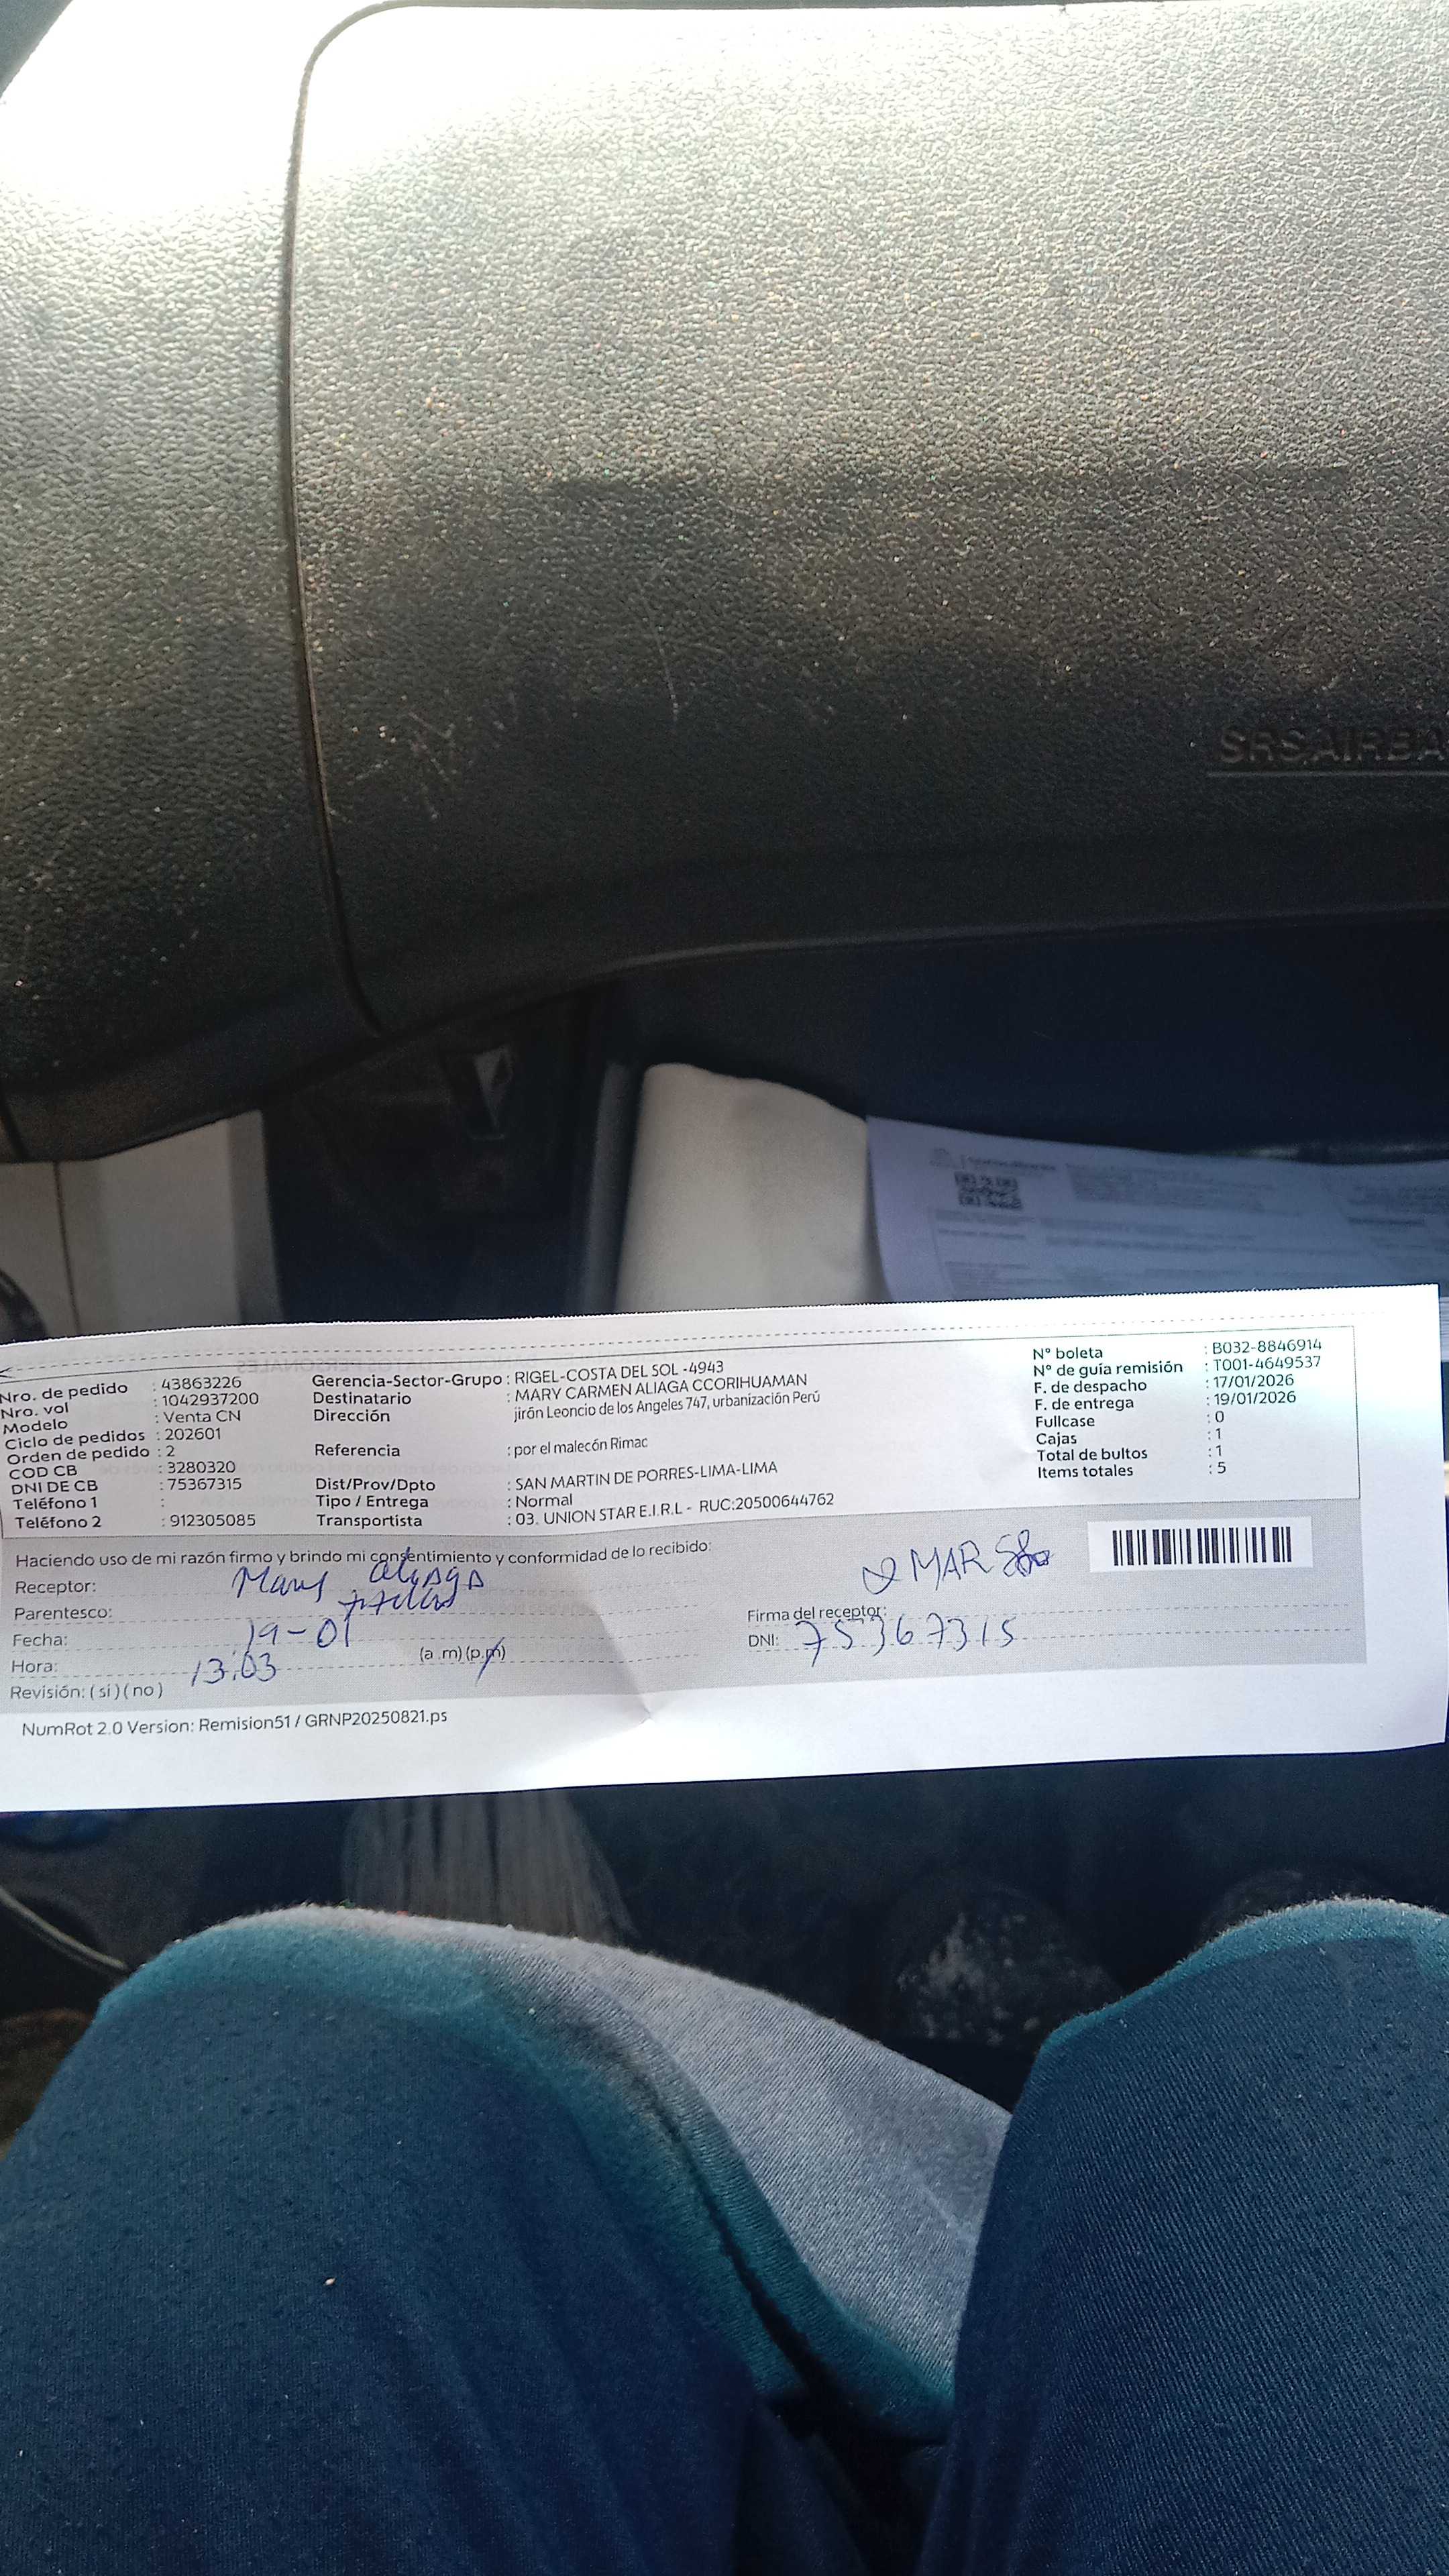 SRS AIRBA
Nro. de pedido : 43863226
Nro. vol : 1042937200
Modelo : Venta CN
Ciclo de pedidos : 202601
Orden de pedido : 2
COD CB : 3280320
DNI DE CB : 75367315
Teléfono 1 :
Teléfono 2 : 912305085
Gerencia-Sector-Grupo : RIGEL-COSTA DEL SOL -4943
Destinatario : MARY CARMEN ALIAGA CCORIHUAMAN
Dirección jirón Leoncio de los Angeles 747, urbanización Perú
Referencia : por el malecón Rimac
Dist/Prov/Dpto : SAN MARTIN DE PORRES-LIMA-LIMA
Tipo / Entrega : Normal
Transportista : 03. UNION STAR E.I.R.L - RUC:20500644762
N° boleta : B032-8846914
N° de guía remisión : T001-4649537
F. de despacho : 17/01/2026
F. de entrega : 19/01/2026
Fullcase : 0
Cajas : 1
Total de bultos : 1
Items totales : 5
Haciendo uso de mi razón firmo y brindo mi consentimiento y conformidad de lo recibido:
Receptor: Mary aliaga
Parentesco: titular
Fecha: 19-01
Hora: 13:03 (a .m) (p.m)
Revisión: ( si ) ( no )
MAR
Firma del receptor:
DNI: 75367315
NumRot 2.0 Version: Remision51 / GRNP20250821.ps